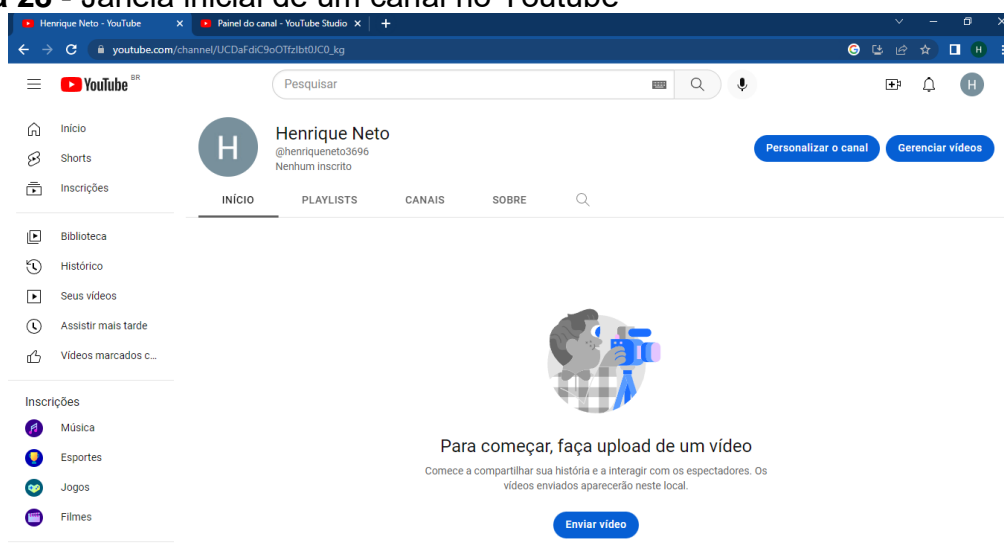 28 - Janela inicial de um canal no Youtube
Henrique Neto - YouTube
Painel do canal - YouTube Studio
youtube.com/channel/UCDaFdiC9oOTfzIbt0JC0_kg
YouTube BR
Pesquisar
H
Início
Shorts
Inscrições
Biblioteca
Histórico
Seus vídeos
Assistir mais tarde
Vídeos marcados c...
Inscrições
Música
Esportes
Jogos
Filmes
H
Henrique Neto
@henriqueneto3696
Nenhum inscrito
Personalizar o canal
Gerenciar vídeos
INÍCIO PLAYLISTS CANAIS SOBRE
Para começar, faça upload de um vídeo
Comece a compartilhar sua história e a interagir com os espectadores. Os
vídeos enviados aparecerão neste local.
Enviar vídeo